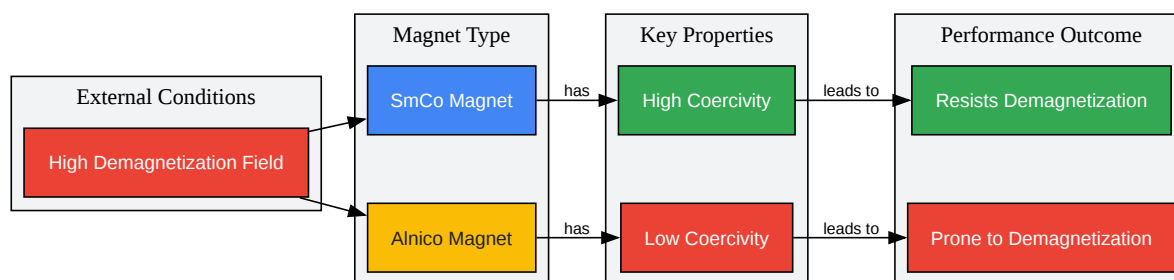 External Conditions
High Demagnetization Field
Magnet Type
SmCo Magnet
Alnico Magnet
has
has
Key Properties
High Coercivity
Low Coercivity
leads to
leads to
Performance Outcome
Resists Demagnetization
Prone to Demagnetization